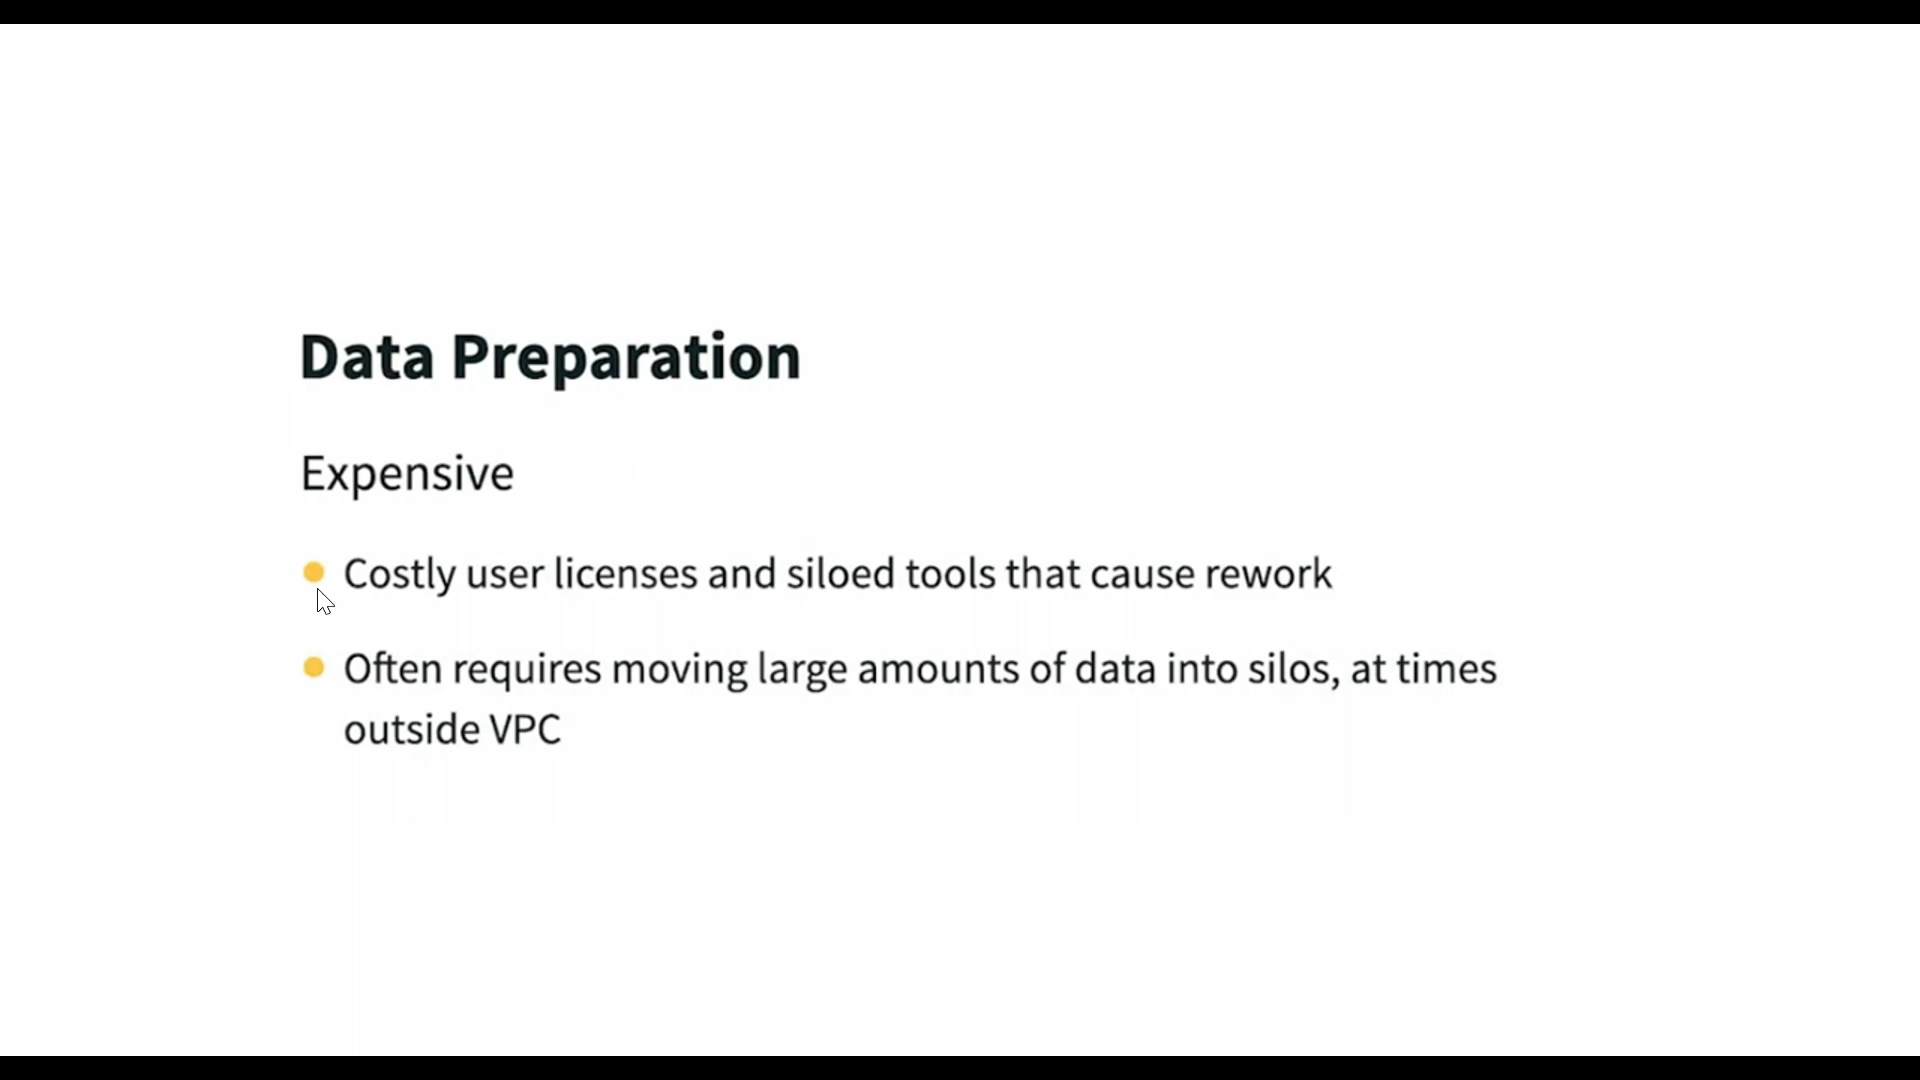 Data Preparation
Expensive
Costly user licenses and siloed tools that cause rework
Often requires moving large amounts of data into silos, at times
outside VPC